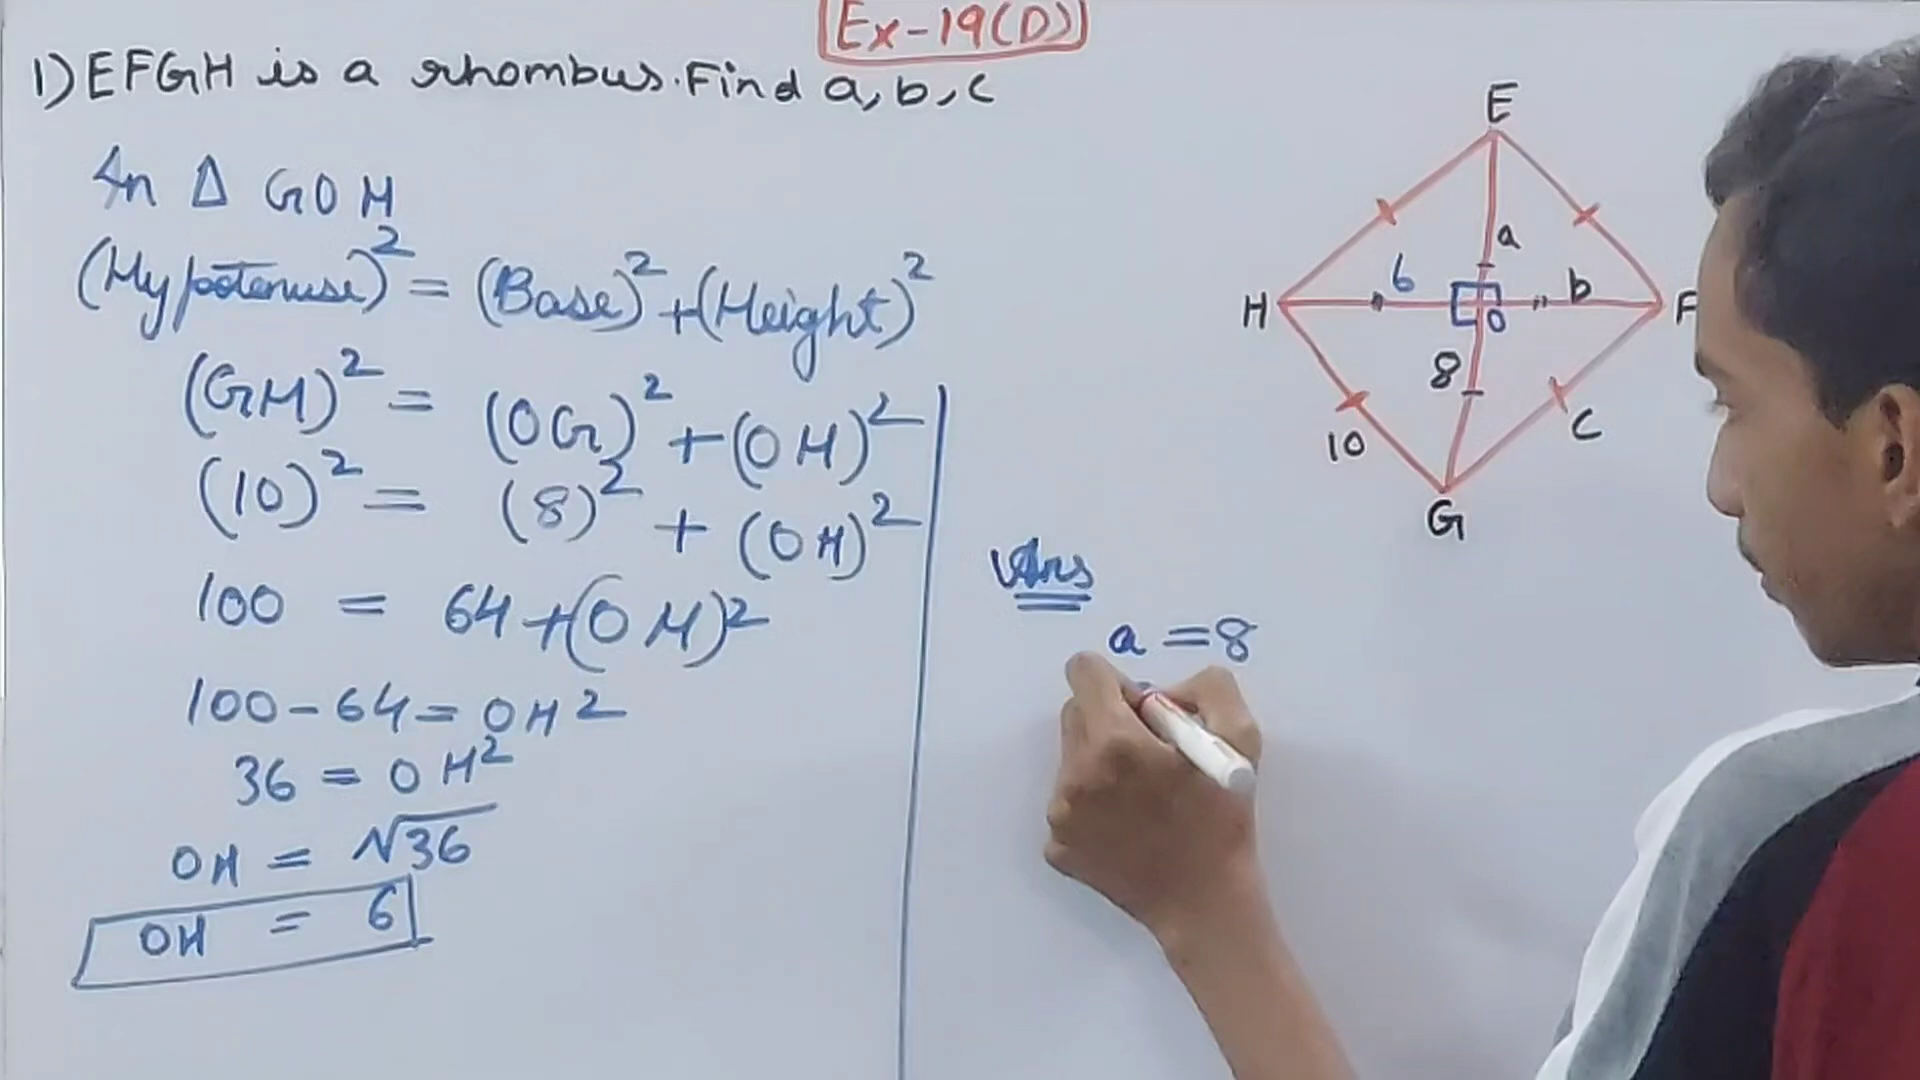 Ex-19(D)
1) EFGH is a rhombus. Find a, b, c
In Δ GOH
(Hypotenuse)² = (Base)² + (Height)²
(GH)² = (OG)² + (OH)²
(10)² = (8)² + (OH)²
100 = 64 + (OH)²
100 - 64 = OH²
36 = OH²
OH = √36
OH = 6
E
a
6
b
H
O
F
8
10
C
G
Ans
a = 8